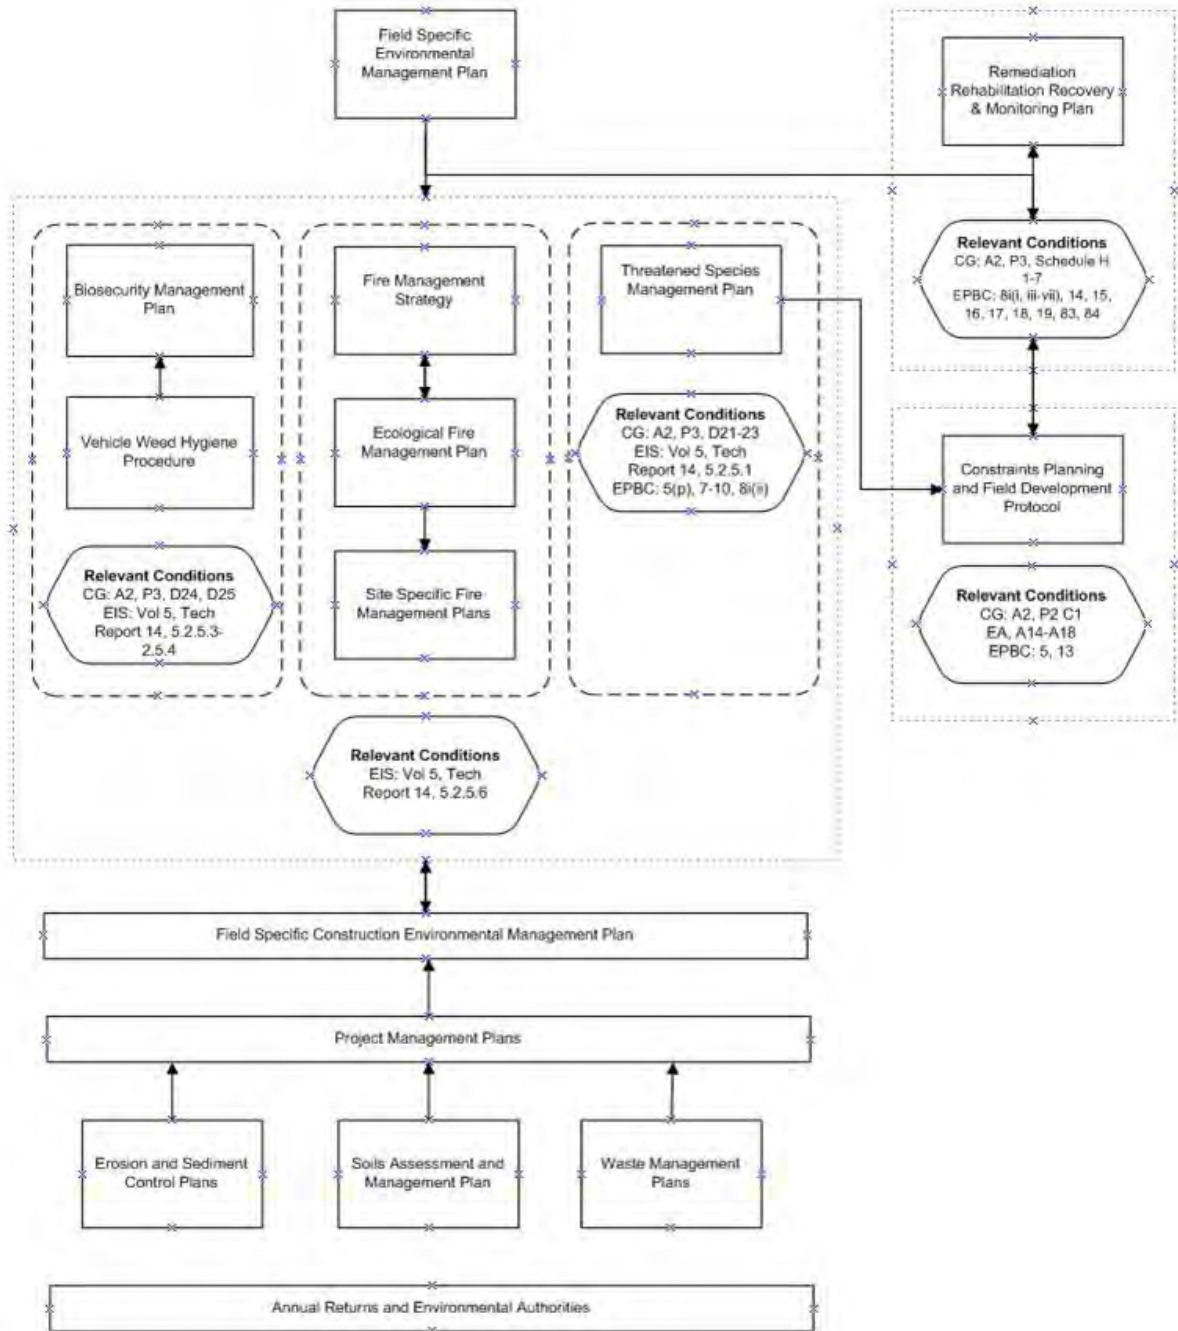 Field Specific
Environmental
Management Plan
Remediation
Rehabilitation Recovery
& Monitoring Plan
Relevant Conditions
CG: A2, P3, Schedule H
1-7
EPBC: 8i(i, iii-vii), 14, 15,
16, 17, 18, 19, 83, 84
Biosecurity Management
Plan
Vehicle Weed Hygiene
Procedure
Relevant Conditions
CG: A2, P3, D24, D25
EIS: Vol 5, Tech
Report 14, 5.2.5.3-
2.5.4
Fire Management
Strategy
Ecological Fire
Management Plan
Site Specific Fire
Management Plans
Threatened Species
Management Plan
Relevant Conditions
CG: A2, P3, D21-23
EIS: Vol 5, Tech
Report 14, 5.2.5.1
EPBC: 5(p), 7-10, 8i(ii)
Constraints Planning
and Field Development
Protocol
Relevant Conditions
CG: A2, P2 C1
EA, A14-A18
EPBC: 5, 13
Relevant Conditions
EIS: Vol 5, Tech
Report 14, 5.2.5.6
Field Specific Construction Environmental Management Plan
Project Management Plans
Erosion and Sediment
Control Plans
Soils Assessment and
Management Plan
Waste Management
Plans
Annual Returns and Environmental Authorities